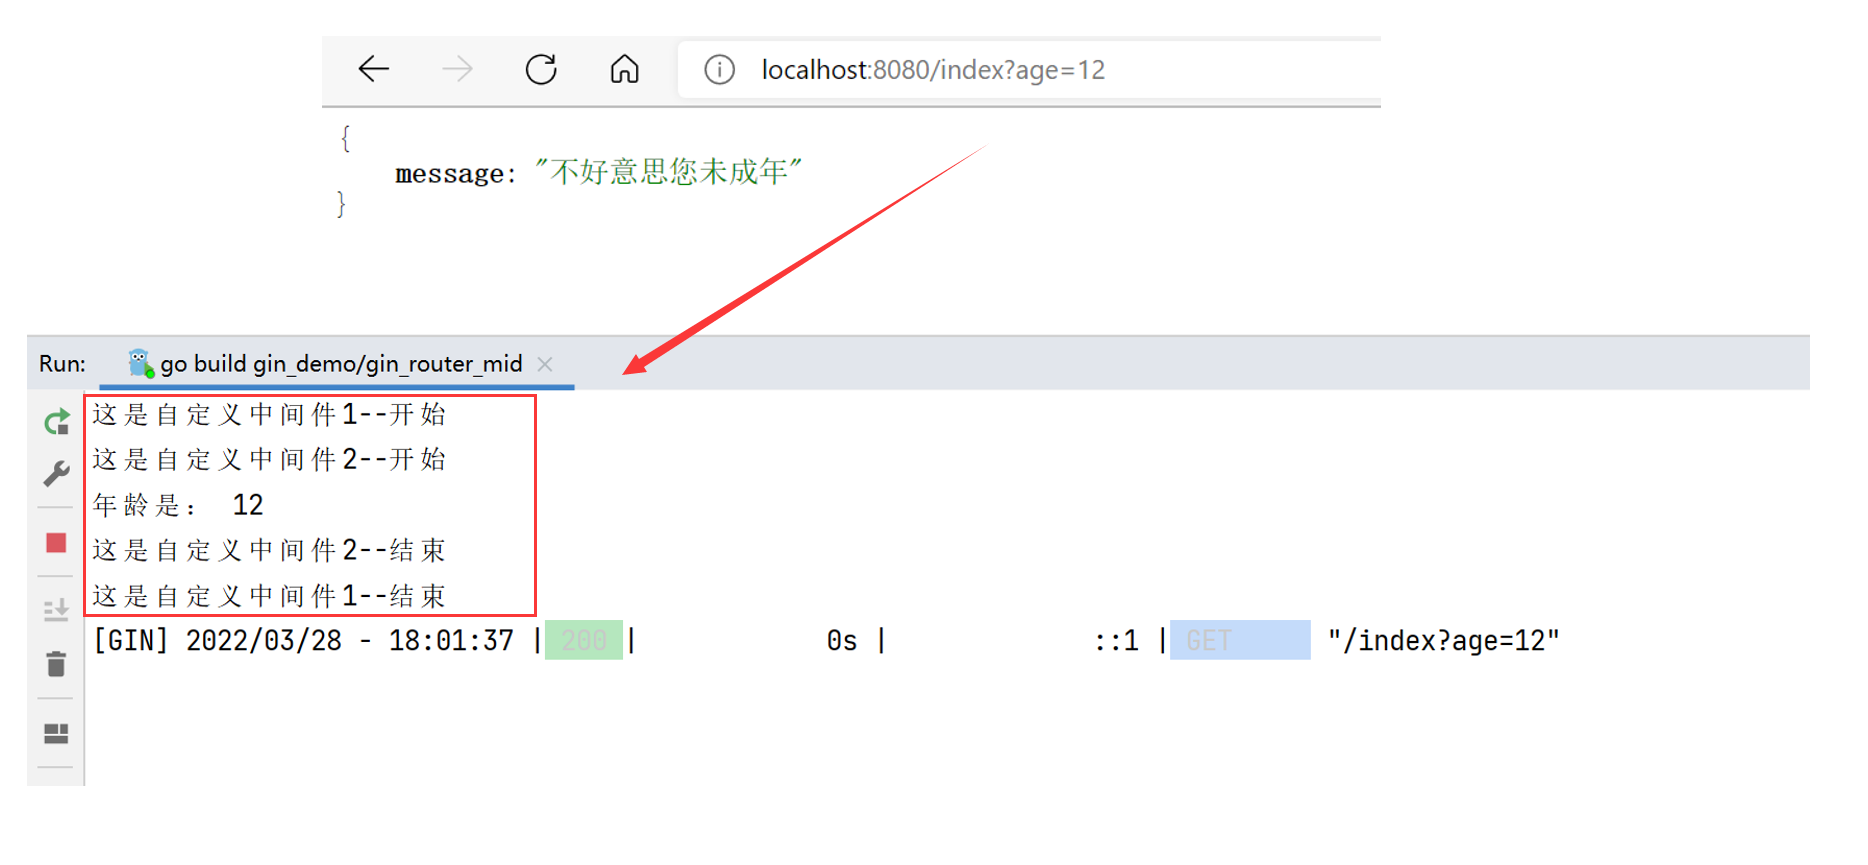 localhost:8080/index?age=12
{
message: "不好意思您未成年"
}
Run: go build gin_demo/gin_router_mid
这是自定义中间件1--开始
这是自定义中间件2--开始
年龄是： 12
这是自定义中间件2--结束
这是自定义中间件1--结束
[GIN] 2022/03/28 - 18:01:37 | 200 | 0s | ::1 | GET "/index?age=12"